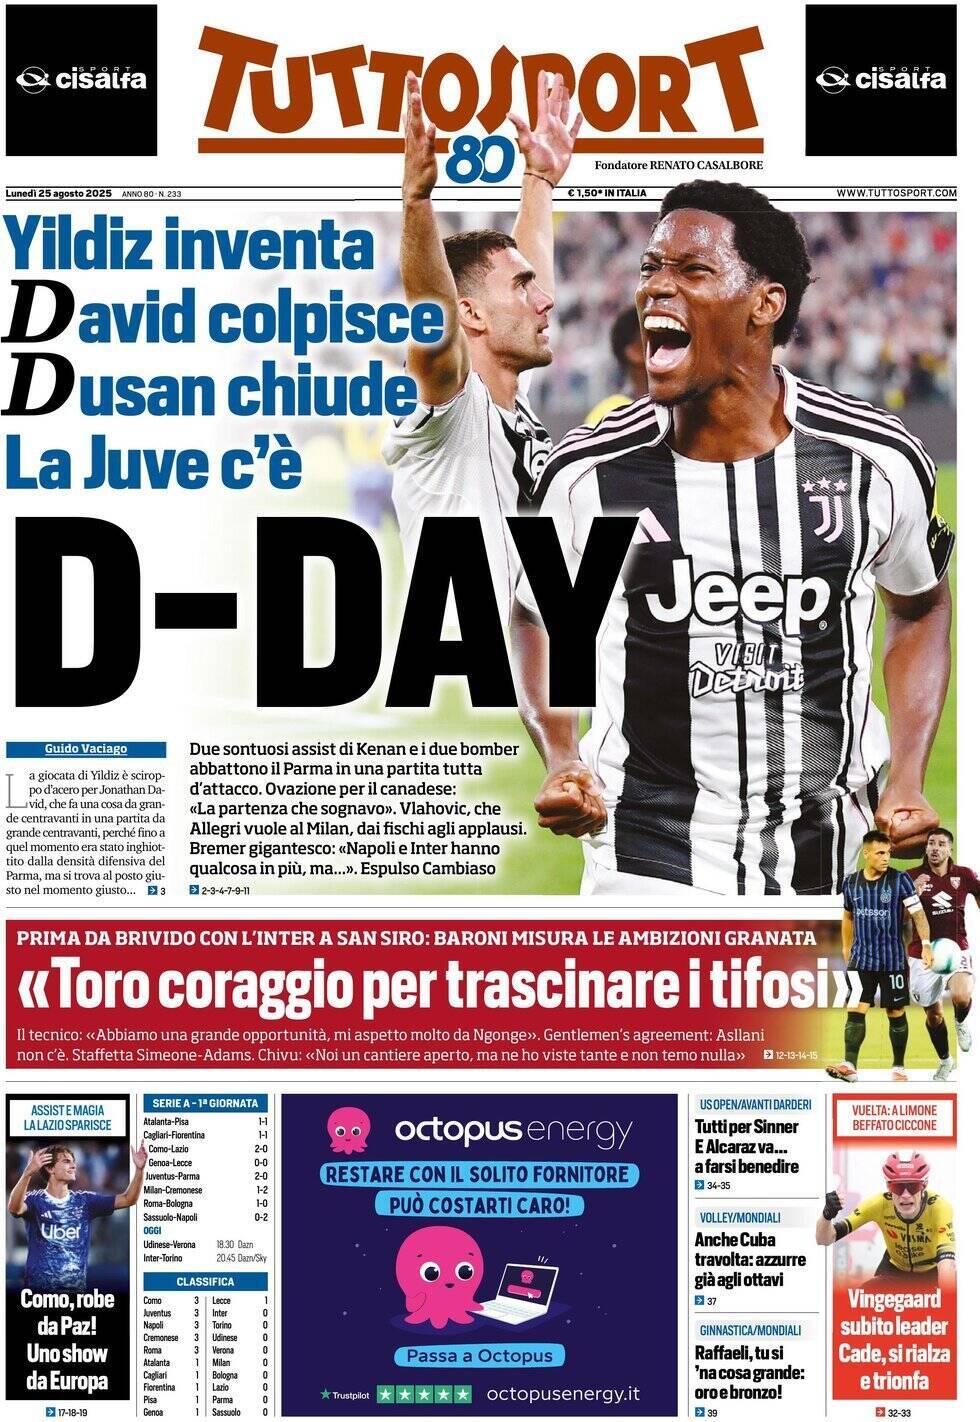 SPORT
cisalfa
TUTTOSPORT
80
Fondatore RENATO CASALBORE
SPORT
cisalfa
Lunedì 25 agosto 2025 ANNO 80 - N. 233
€ 1,50* IN ITALIA
WWW.TUTTOSPORT.COM
Yildiz inventa
David colpisce
Dusan chiude
La Juve c'è
D-DAY
Jeep
VISIT
Detroit
Guido Vaciago
La giocata di Yildiz è scirop-
po d'acero per Jonathan Da-
vid, che fa una cosa da gran-
de centravanti in una partita da
grande centravanti, perché fino a
quel momento era stato inghiot-
tito dalla densità difensiva del
Parma, ma si trova al posto giu-
sto nel momento giusto... 3
Due sontuosi assist di Kenan e i due bomber
abbattono il Parma in una partita tutta
d'attacco. Ovazione per il canadese:
«La partenza che sognavo». Vlahovic, che
Allegri vuole al Milan, dai fischi agli applausi.
Bremer gigantesco: «Napoli e Inter hanno
qualcosa in più, ma...». Espulso Cambiaso
2-3-4-7-9-11
PRIMA DA BRIVIDO CON L'INTER A SAN SIRO: BARONI MISURA LE AMBIZIONI GRANATA
«Toro coraggio per trascinare i tifosi»
Il tecnico: «Abbiamo una grande opportunità, mi aspetto molto da Ngonge». Gentlemen's agreement: Asllani
non c'è. Staffetta Simeone-Adams. Chivu: «Noi un cantiere aperto, ma ne ho viste tante e non temo nulla» 12-13-14-15
betsson
10
SUZUKI
ASSIST E MAGIA
LA LAZIO SPARISCE
Uber
Como, robe
da Paz!
Uno show
da Europa
17-18-19
SERIE A - 1ª GIORNATA
Atalanta-Pisa 1-1
Cagliari-Fiorentina 1-1
Como-Lazio 2-0
Genoa-Lecce 0-0
Juventus-Parma 2-0
Milan-Cremonese 1-2
Roma-Bologna 1-0
Sassuolo-Napoli 0-2
OGGI
Udinese-Verona 18.30 Dazn
Inter-Torino 20.45 Dazn/Sky
CLASSIFICA
Como 3 Lecce 1
Juventus 3 Inter 0
Napoli 3 Torino 0
Cremonese 3 Udinese 0
Roma 3 Verona 0
Atalanta 1 Milan 0
Cagliari 1 Bologna 0
Fiorentina 1 Lazio 0
Pisa 1 Parma 0
Genoa 1 Sassuolo 0
octopus energy
RESTARE CON IL SOLITO FORNITORE
PUÒ COSTARTI CARO!
Passa a Octopus
Trustpilot
octopusenergy.it
US OPEN/AVANTI DARDERI
Tutti per Sinner
E Alcaraz va...
a farsi benedire
34-35
VOLLEY/MONDIALI
Anche Cuba
travolta: azzurre
già agli ottavi
37
GINNASTICA/MONDIALI
Raffaeli, tu sì
'na cosa grande:
oro e bronzo!
39
VUELTA: A LIMONE
BEFFATO CICCONE
VISMA
lease a bike
Vingegaard
subito leader
Cade, si rialza
e trionfa
32-33